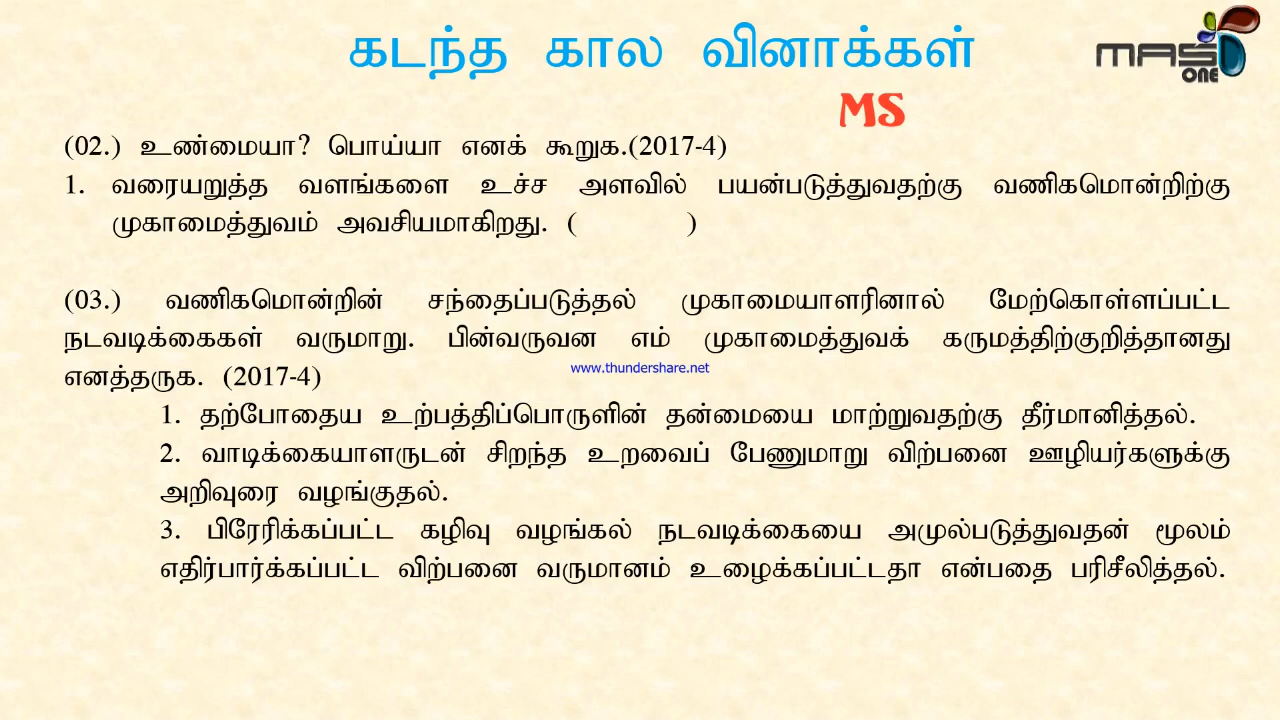 கடந்த கால வினாக்கள்
MAS
ONE
MS
(02.) உண்மையா? பொய்யா எனக் கூறுக.(2017-4)
1. வரையறுத்த வளங்களை உச்ச அளவில் பயன்படுத்துவதற்கு வணிகமொன்றிற்கு
முகாமைத்துவம் அவசியமாகிறது. ( )
(03.) வணிகமொன்றின் சந்தைப்படுத்தல் முகாமையாளரினால் மேற்கொள்ளப்பட்ட
நடவடிக்கைகள் வருமாறு. பின்வருவன எம் முகாமைத்துவக் கருமத்திற்குறித்தானது
www.thundershare.net
எனத்தருக. (2017-4)
1. தற்போதைய உற்பத்திப்பொருளின் தன்மையை மாற்றுவதற்கு தீர்மானித்தல்.
2. வாடிக்கையாளருடன் சிறந்த உறவைப் பேணுமாறு விற்பனை ஊழியர்களுக்கு
அறிவுரை வழங்குதல்.
3. பிரேரிக்கப்பட்ட கழிவு வழங்கல் நடவடிக்கையை அமுல்படுத்துவதன் மூலம்
எதிர்பார்க்கப்பட்ட விற்பனை வருமானம் உழைக்கப்பட்டதா என்பதை பரிசீலித்தல்.